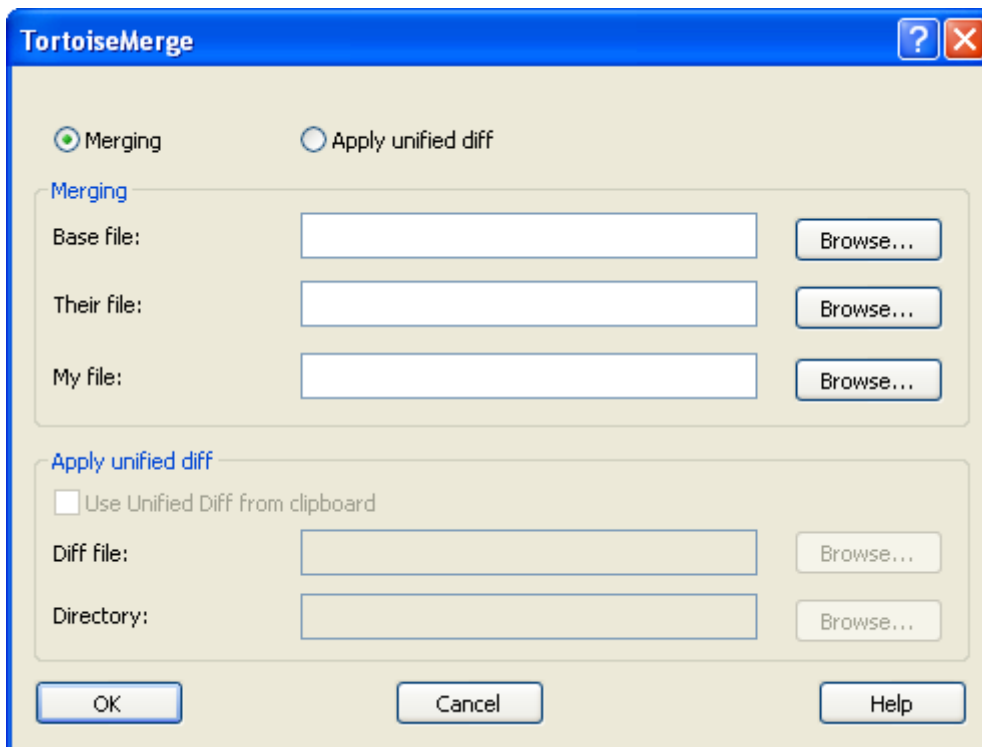 TortoiseMerge
Merging Apply unified diff
Merging
Base file: Browse...
Their file: Browse...
My file: Browse...
Apply unified diff
Use Unified Diff from clipboard
Diff file: Browse...
Directory: Browse...
OK Cancel Help